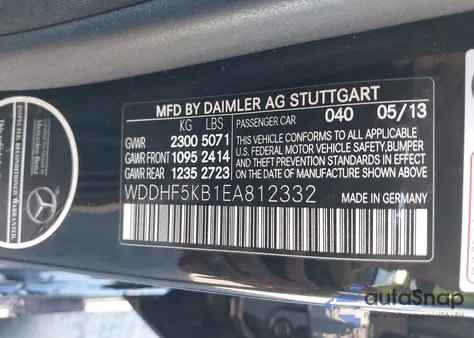 MFD BY DAIMLER AG STUTTGART
KG LBS PASSENGER CAR 040 05/13
GVWR 2300 5071
GAWR FRONT 1095 2414
GAWR REAR 1235 2723
THIS VEHICLE CONFORMS TO ALL APPLICABLE
U.S. FEDERAL MOTOR VEHICLE SAFETY,BUMPER
AND THEFT PREVENTION STANDARDS IN EFFECT
ON THE DATE OF MANUFACTURE SHOWN ABOVE.
WDDHF5KB1EA812332 MADE IN GERMANY
Mercedes-Benz
autoSnap